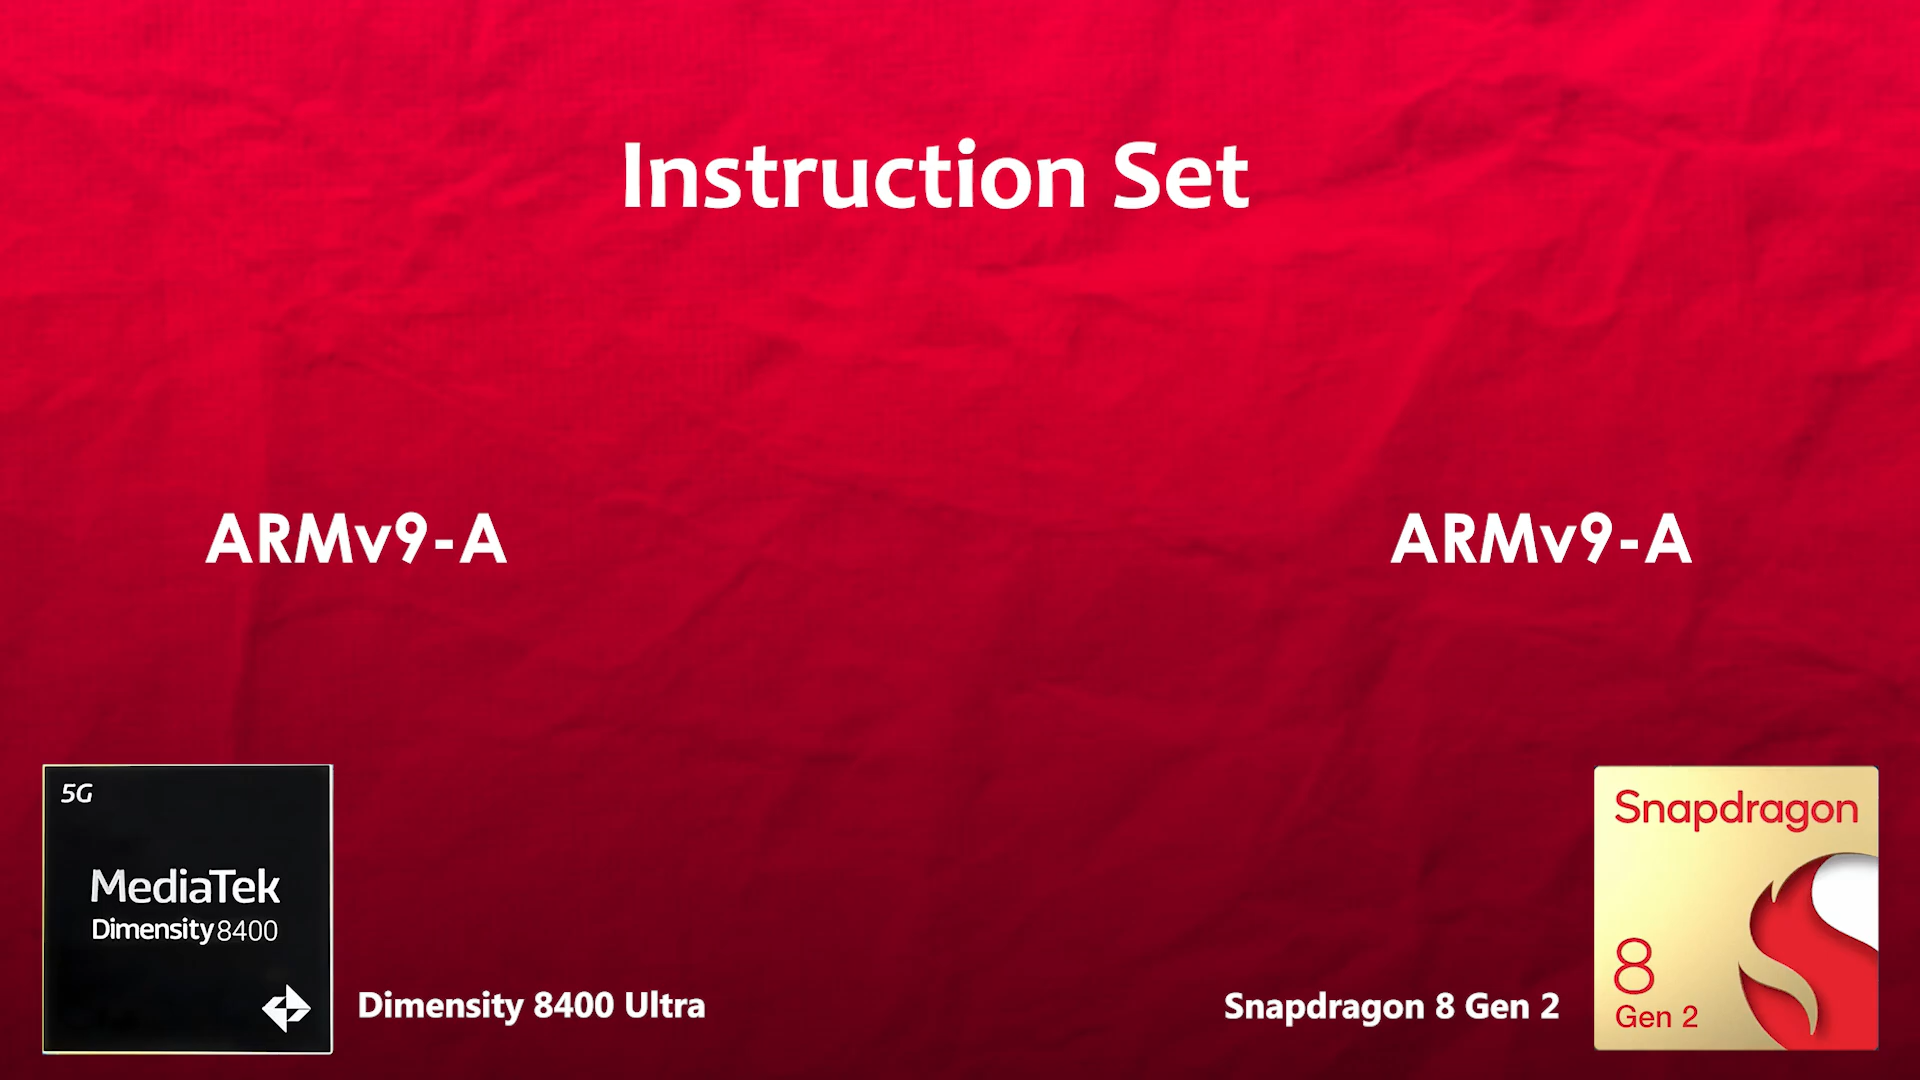 Instruction Set
ARMv9-A
ARMv9-A
5G
MediaTek
Dimensity 8400
Dimensity 8400 Ultra
Snapdragon 8 Gen 2
Snapdragon
8
Gen 2